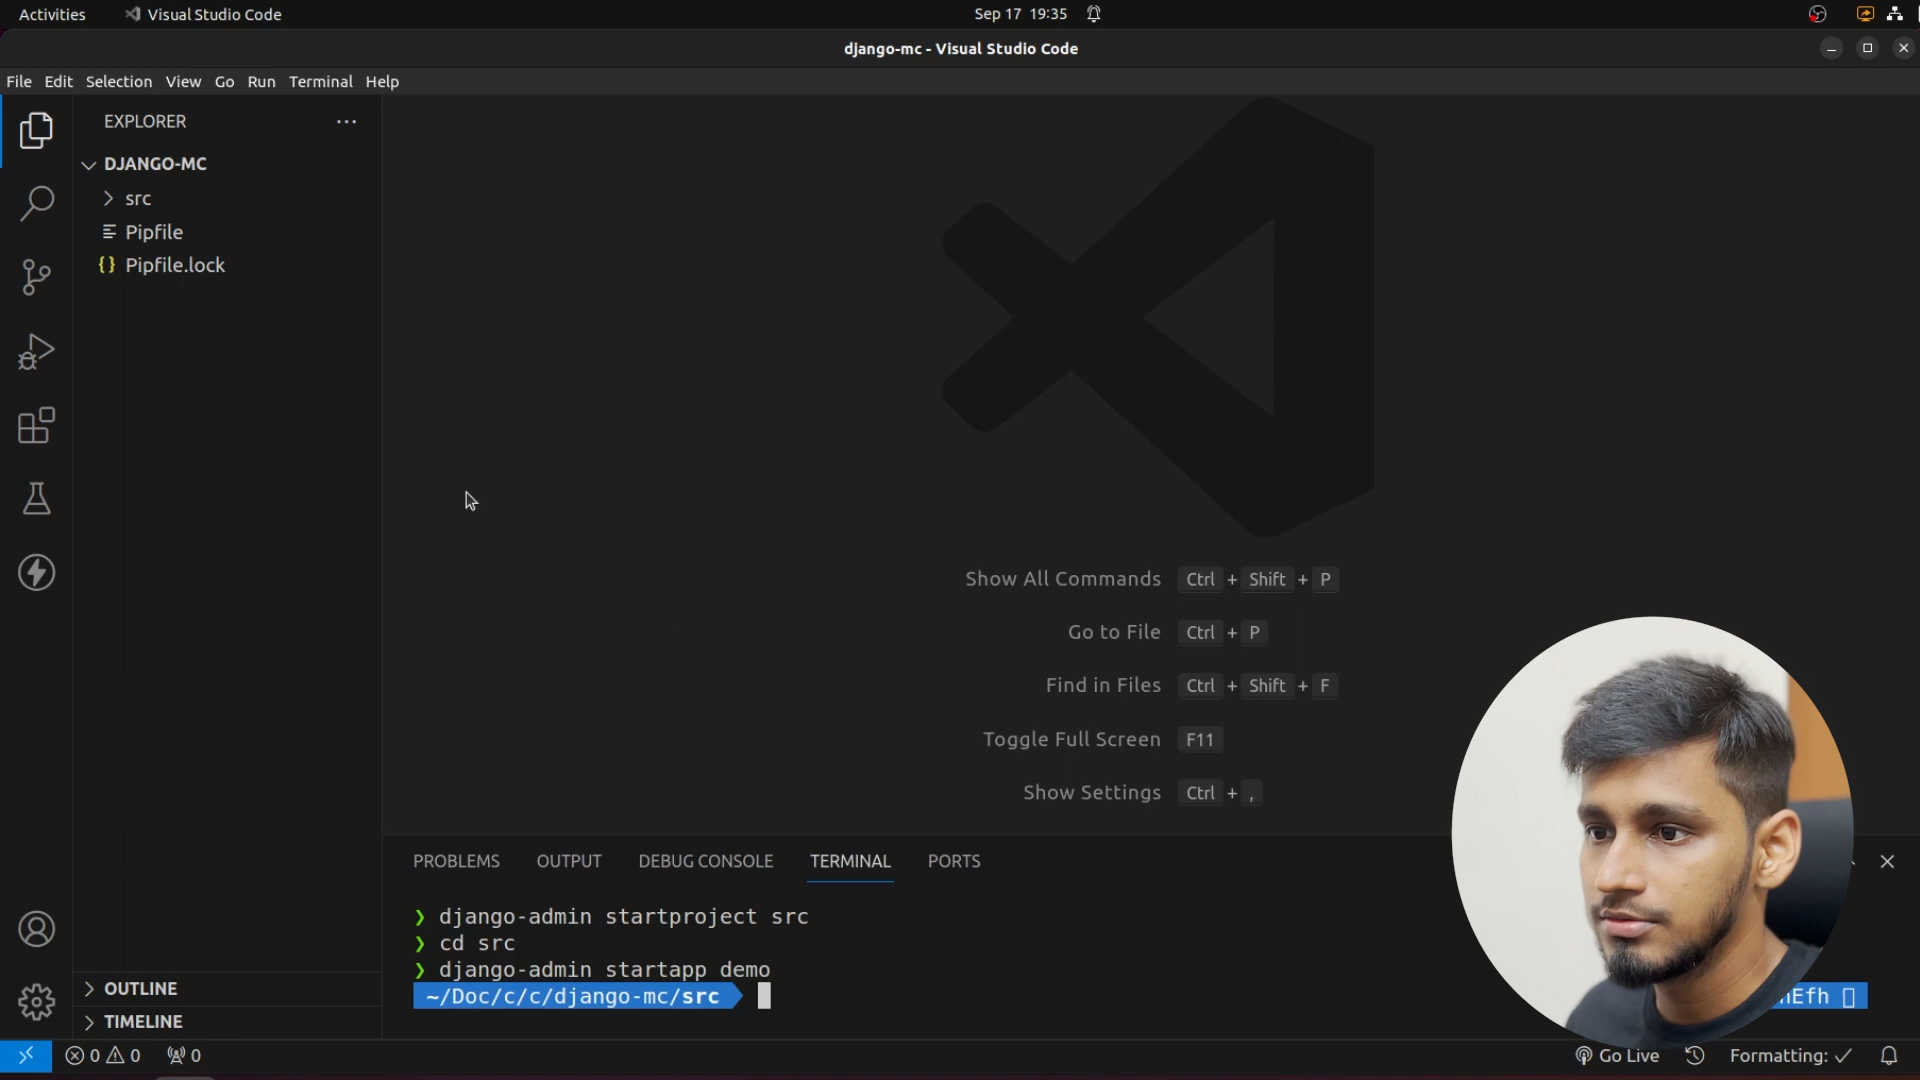 Activities
Visual Studio Code
Sep 17 19:35
django-mc - Visual Studio Code
File Edit Selection View Go Run Terminal Help
EXPLORER
DJANGO-MC
src
Pipfile
Pipfile.lock
Show All Commands Ctrl + Shift + P
Go to File Ctrl + P
Find in Files Ctrl + Shift + F
Toggle Full Screen F11
Show Settings Ctrl + ,
PROBLEMS OUTPUT DEBUG CONSOLE TERMINAL PORTS
❯ django-admin startproject src
❯ cd src
❯ django-admin startapp demo
~/Doc/c/c/django-mc/src
OUTLINE
TIMELINE
0 0 0
Go Live
Formatting: ✓